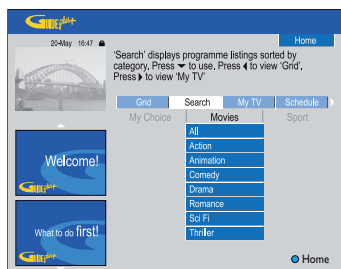 GUIDE plus+
20-May 16:47
Home
'Search' displays programme listings sorted by
category, Press ▼ to use, Press ◀ to view 'Grid',
Press ▶ to view 'My TV'
Grid Search My TV Schedule
My Choice Movies Sport
All
Action
Animation
Comedy
Drama
Romance
Sci Fi
Thriller
Welcome!
GUIDE plus+
What to do first!
GUIDE plus+
Home